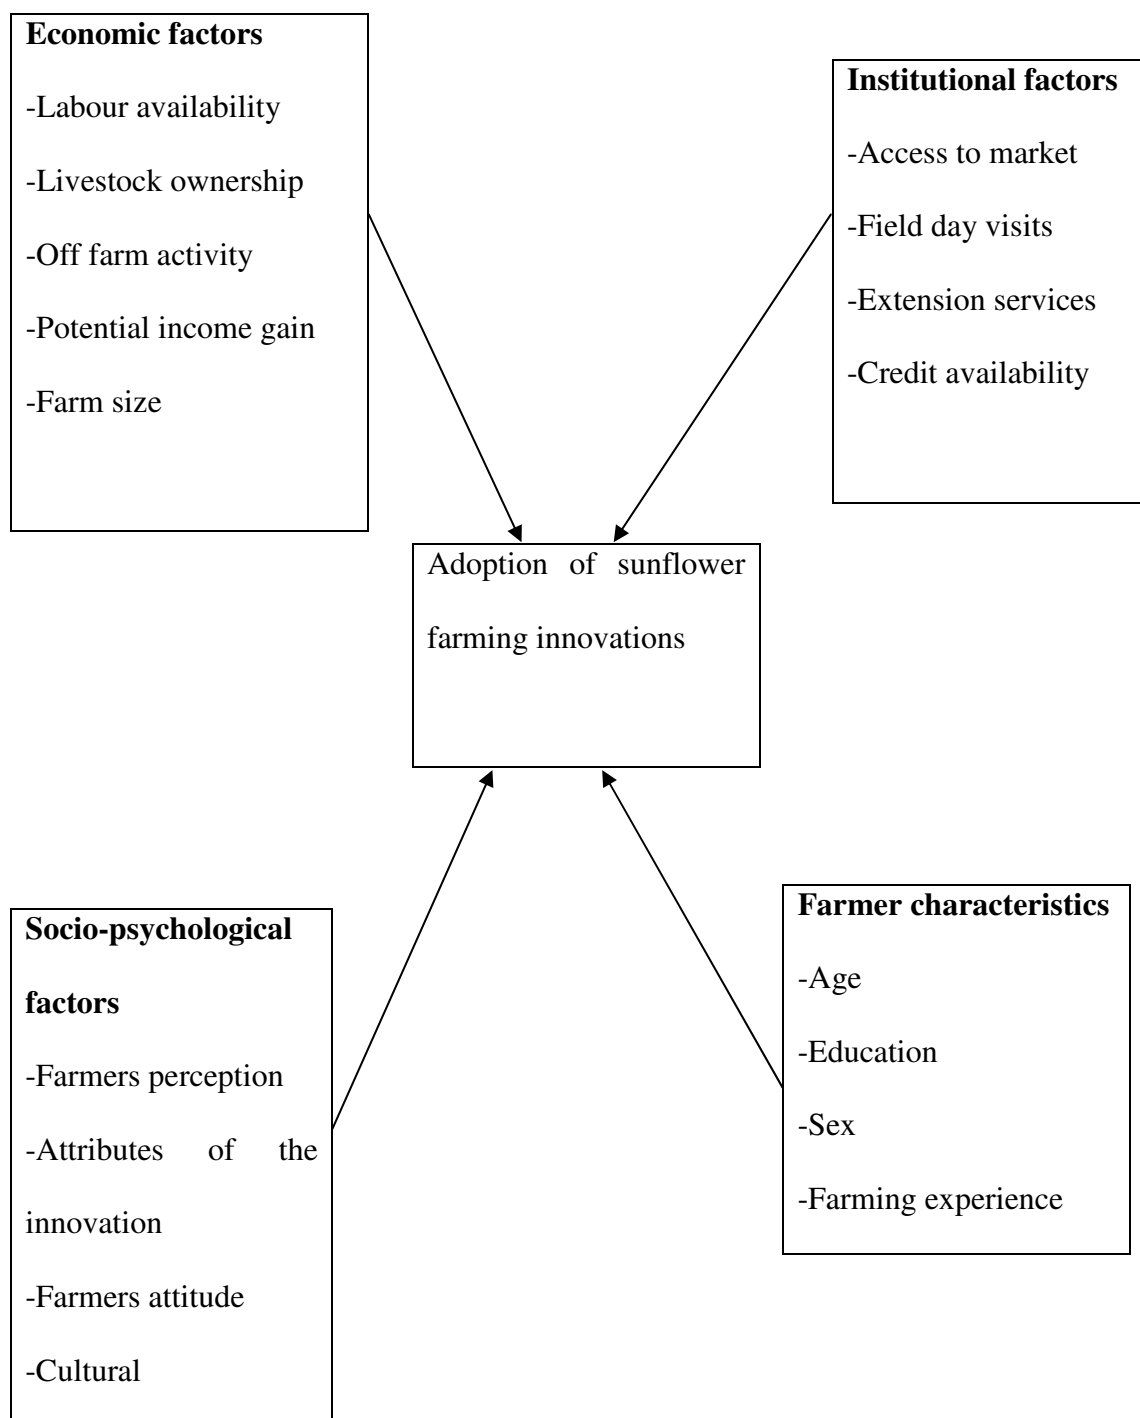 Economic factors
-Labour availability
-Livestock ownership
-Off farm activity
-Potential income gain
-Farm size
Institutional factors
-Access to market
-Field day visits
-Extension services
-Credit availability
Adoption of sunflower
farming innovations
Socio-psychological
factors
-Farmers perception
-Attributes of the
innovation
-Farmers attitude
-Cultural
Farmer characteristics
-Age
-Education
-Sex
-Farming experience